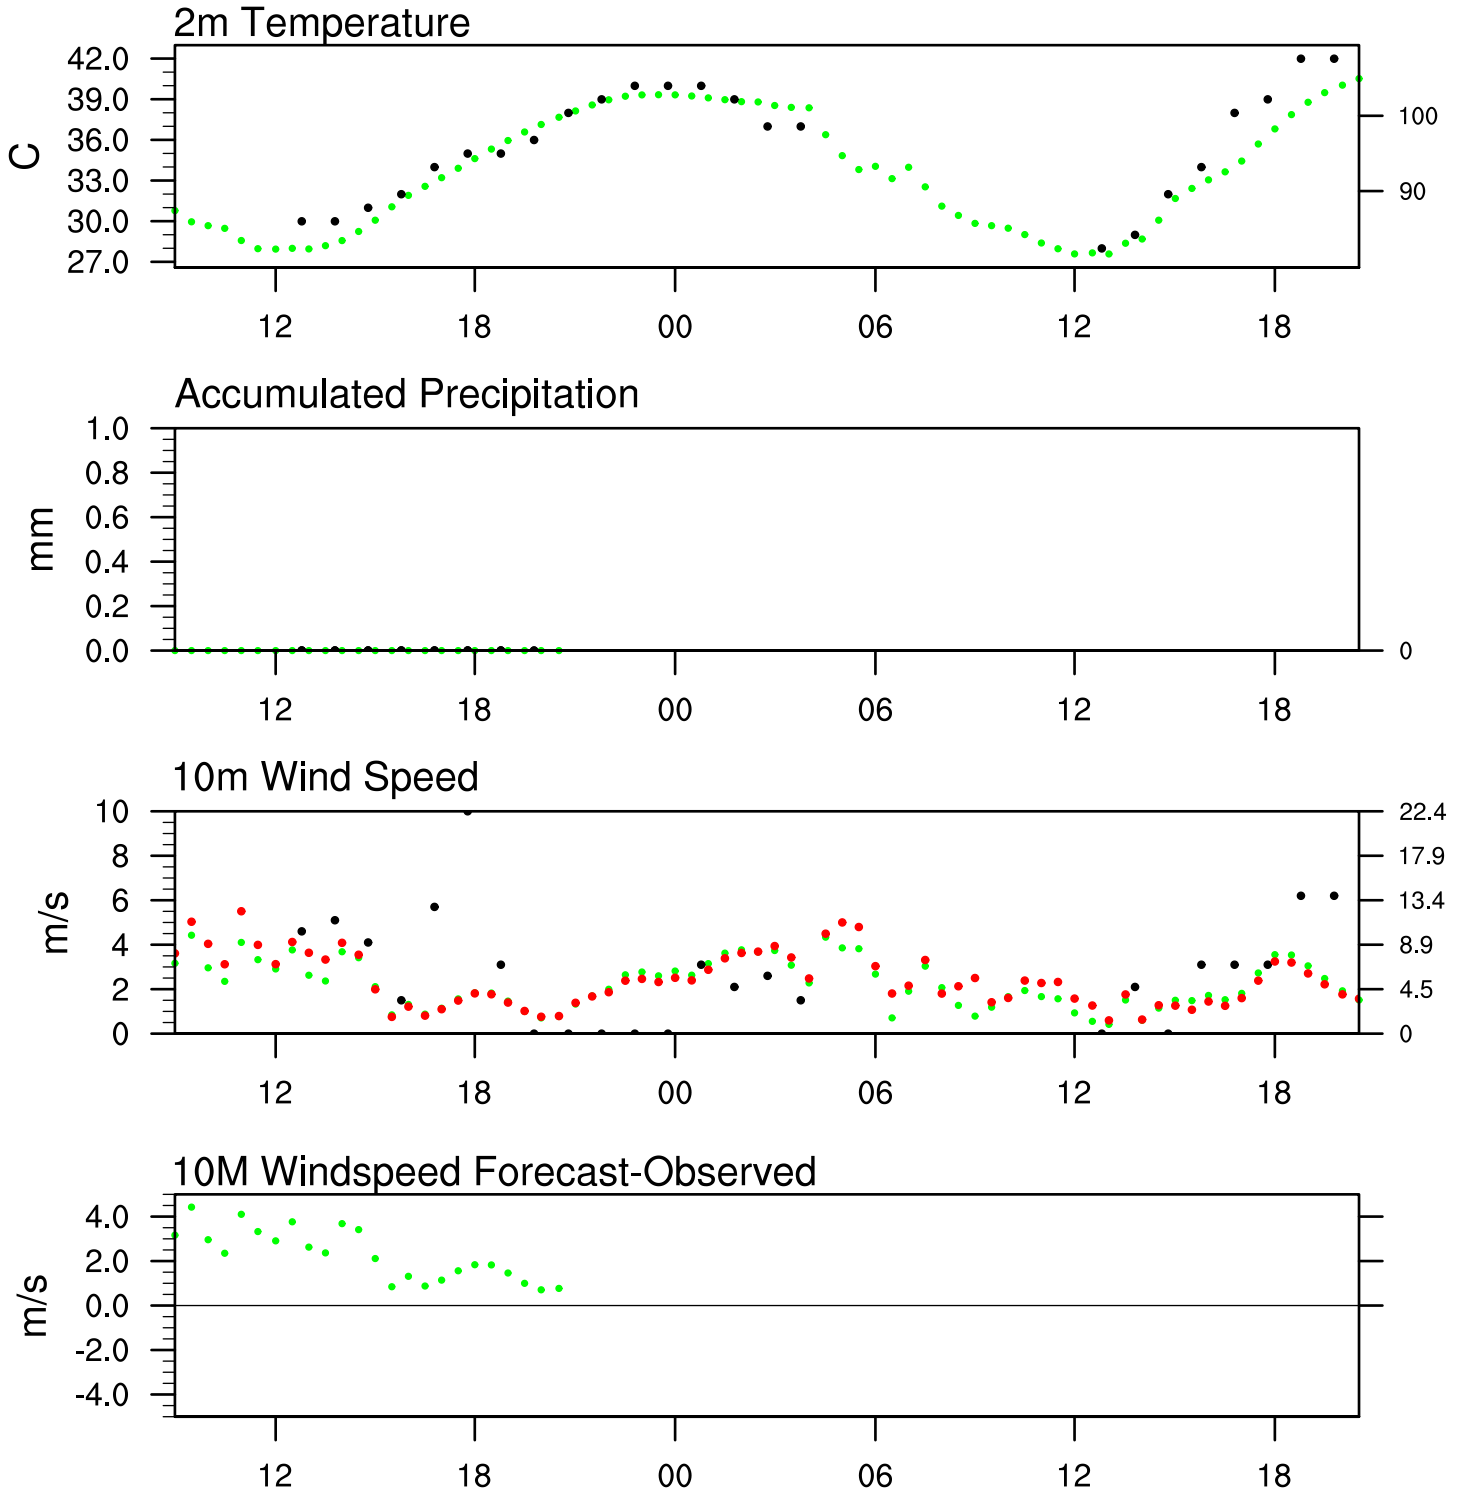 2m Temperature
42.0
39.0
36.0
33.0
30.0
27.0
C
100
90
12 18 00 06 12 18
Accumulated Precipitation
1.0
0.8
0.6
0.4
0.2
0.0
mm
0
12 18 00 06 12 18
10m Wind Speed
10
8
6
4
2
0
m/s
22.4
17.9
13.4
8.9
4.5
0
12 18 00 06 12 18
10M Windspeed Forecast-Observed
4.0
2.0
0.0
-2.0
-4.0
m/s
12 18 00 06 12 18